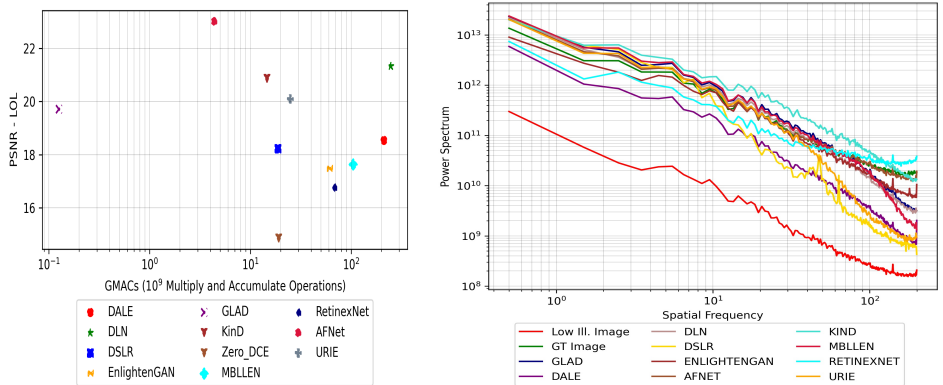 22
20
18
16
PSNR - LOL
10⁻¹ 10⁰ 10¹ 10²
GMACs (10⁹ Multiply and Accumulate Operations)
DALE GLAD RetinexNet
DLN KinD AFNet
DSLR Zero_DCE URIE
EnlightenGAN MBLLEN
10¹³
10¹²
10¹¹
10¹⁰
10⁹
10⁸
Power Spectrum
10⁰ 10¹ 10²
Spatial Frequency
Low Ill. Image DLN KIND
GT Image DSLR MBLLEN
GLAD ENLIGHTENGAN RETINEXNET
DALE AFNET URIE